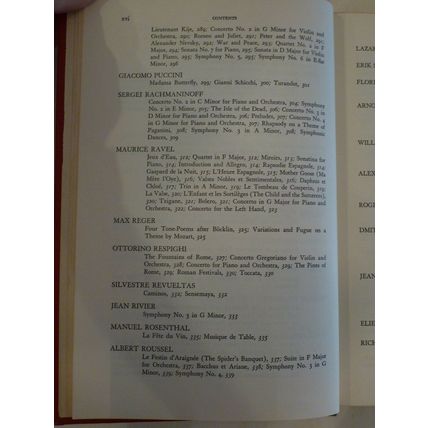 xvi CONTENTS
Lieutenant Kije, 289; Concerto No. 2 in G Minor for Violin and
Orchestra, 290; Romeo and Juliet, 291; Peter and the Wolf, 292;
Alexander Nevsky, 292; War and Peace, 293; Quartet No. 2 in F
Major, 294; Sonata No. 7 for Piano, 295; Sonata in D Major for Violin
and Piano, 295; Symphony No. 5, 295; Symphony No. 6 in E-flat
Minor, 296
GIACOMO PUCCINI
Madama Butterfly, 299; Gianni Schicchi, 300; Turandot, 301
SERGEI RACHMANINOFF
Concerto No. 2 in C Minor for Piano and Orchestra, 304; Symphony
No. 2 in E Minor, 305; The Isle of the Dead, 306; Concerto No. 3 in
D Minor for Piano and Orchestra, 306; Preludes, 307; Concerto No. 4
in G Minor for Piano and Orchestra, 307; Rhapsody on a Theme of
Paganini, 308; Symphony No. 3 in A Minor, 308; Symphonic
Dances, 309
MAURICE RAVEL
Jeux d'Eau, 312; Quartet in F Major, 312; Miroirs, 313; Sonatina for
Piano, 314; Introduction and Allegro, 314; Rapsodie Espagnole, 314;
Gaspard de la Nuit, 315; L'Heure Espagnole, 315; Mother Goose (Ma
Mère l'Oye), 316; Valses Nobles et Sentimentales, 316; Daphnis et
Chloé, 317; Trio in A Minor, 319; Le Tombeau de Couperin, 319;
La Valse, 320; L'Enfant et les Sortilèges (The Child and the Sorcerers),
320; Tzigane, 321; Bolero, 321; Concerto in G Major for Piano and
Orchestra, 322; Concerto for the Left Hand, 323
MAX REGER
Four Tone-Poems after Böcklin, 325; Variations and Fugue on a
Theme by Mozart, 325
OTTORINO RESPIGHI
The Fountains of Rome, 327; Concerto Gregoriano for Violin and
Orchestra, 328; Concerto for Piano and Orchestra, 329; The Pines of
Rome, 329; Roman Festivals, 330; Toccata, 330
SILVESTRE REVUELTAS
Caminos, 332; Sensemaya, 332
JEAN RIVIER
Symphony No. 3 in G Minor, 333
MANUEL ROSENTHAL
La Fête du Vin, 335; Musique de Table, 335
ALBERT ROUSSEL
Le Festin d'Araignée (The Spider's Banquet), 337; Suite in F Major
for Orchestra, 337; Bacchus et Ariane, 338; Symphony No. 3 in G
Minor, 339; Symphony No. 4, 339
LAZAR
ERIK S
FLOR
ARNO
WILL
ALEX
ROGE
DMIT
JEAN
ELIE
RICH